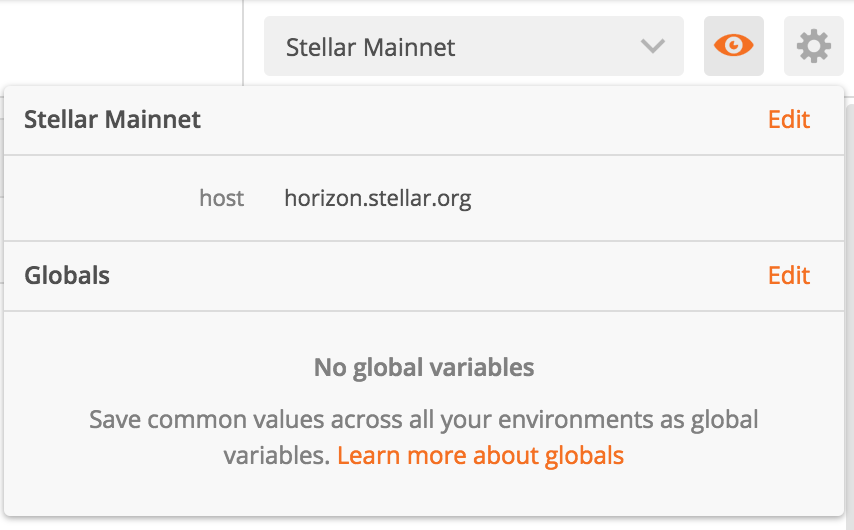 Stellar Mainnet
Stellar Mainnet Edit
host horizon.stellar.org
Globals Edit
No global variables
Save common values across all your environments as global
variables. Learn more about globals